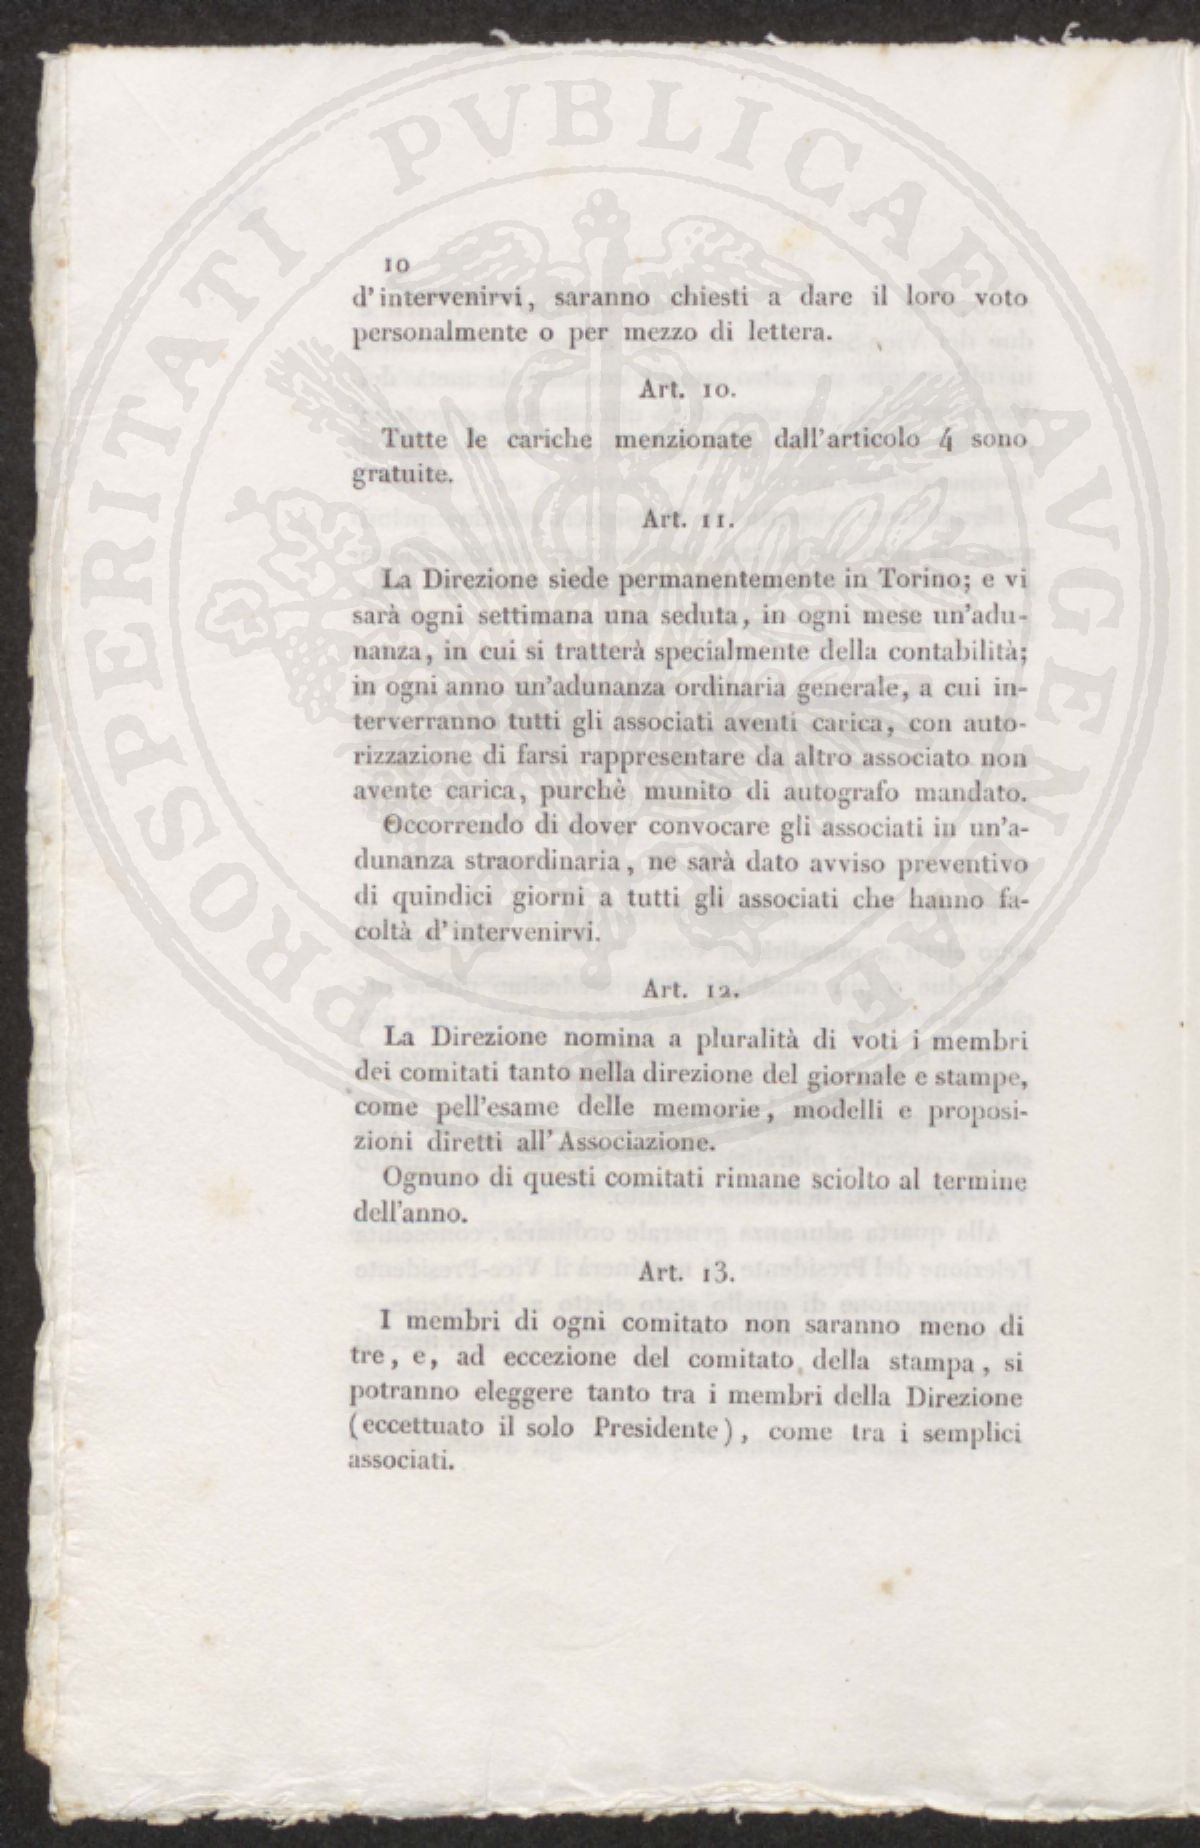 PROSPERITATI PVBLICAE AVGENDAE
10
d'intervenirvi, saranno chiesti a dare il loro voto
personalmente o per mezzo di lettera.
Art. 10.
Tutte le cariche menzionate dall'articolo 4 sono
gratuite.
Art. 11.
La Direzione siede permanentemente in Torino; e vi
sarà ogni settimana una seduta, in ogni mese un'adu-
nanza, in cui si tratterà specialmente della contabilità;
in ogni anno un'adunanza ordinaria generale, a cui in-
terverranno tutti gli associati aventi carica, con auto-
rizzazione di farsi rappresentare da altro associato non
avente carica, purchè munito di autografo mandato.
Occorrendo di dover convocare gli associati in un'a-
dunanza straordinaria, ne sarà dato avviso preventivo
di quindici giorni a tutti gli associati che hanno fa-
coltà d'intervenirvi.
Art. 12.
La Direzione nomina a pluralità di voti i membri
dei comitati tanto nella direzione del giornale e stampe,
come pell'esame delle memorie, modelli e proposi-
zioni diretti all'Associazione.
Ognuno di questi comitati rimane sciolto al termine
dell'anno.
Art. 13.
I membri di ogni comitato non saranno meno di
tre, e, ad eccezione del comitato della stampa, si
potranno eleggere tanto tra i membri della Direzione
(eccettuato il solo Presidente), come tra i semplici
associati.